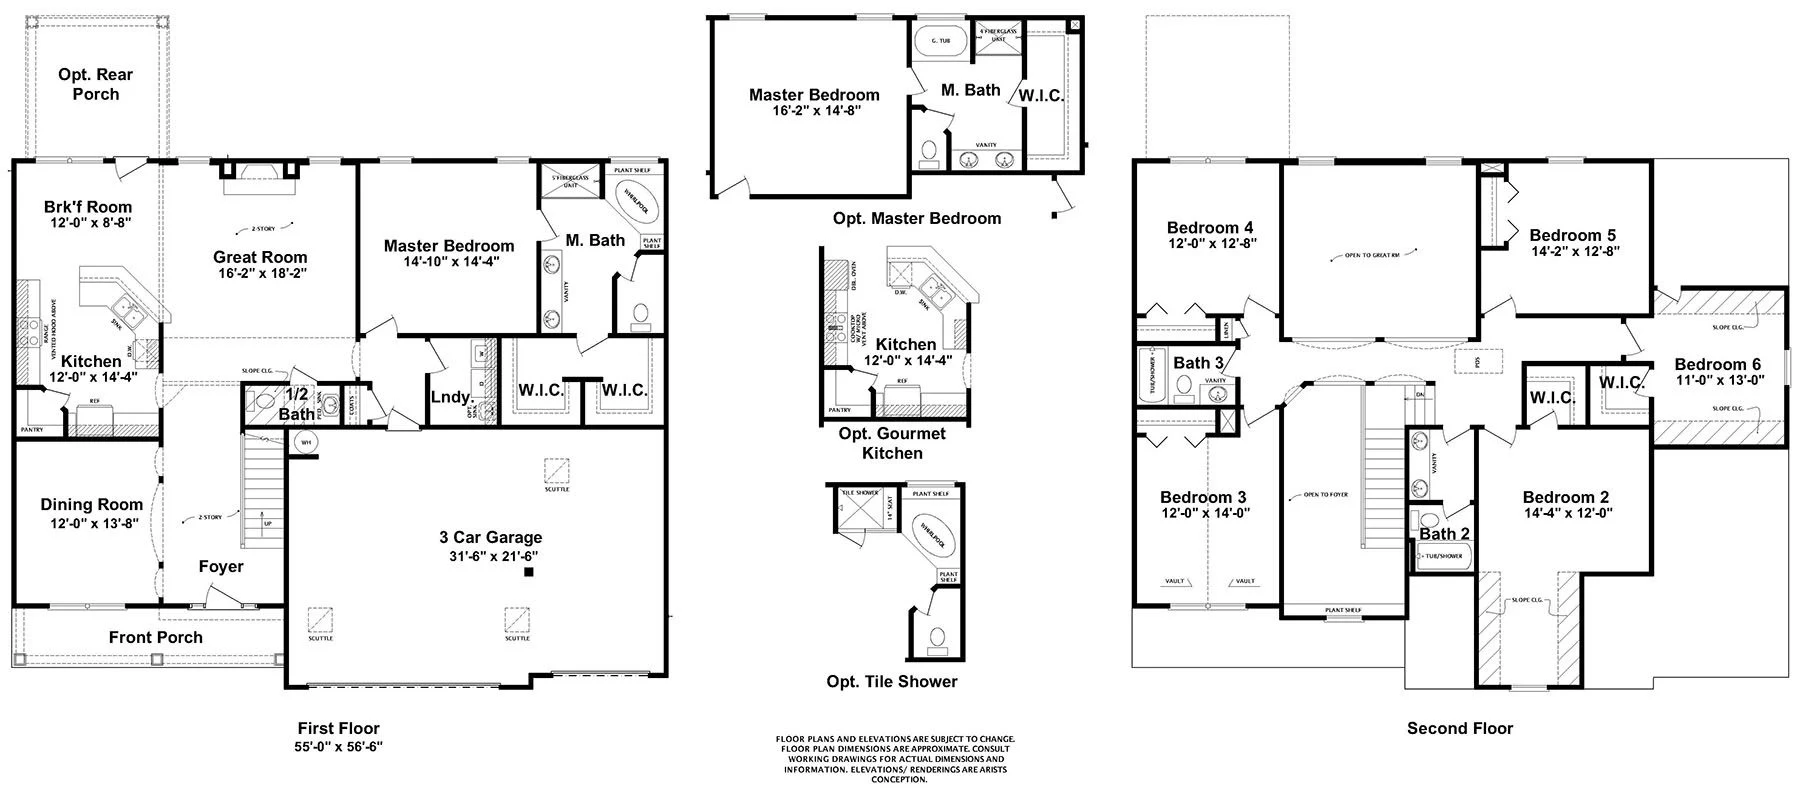 Opt. Rear
Porch
Brk'f Room
12'-0" x 8'-8"
2-STORY
Great Room
16'-2" x 18'-2"
Master Bedroom
14'-10" x 14'-4"
5'FIBERGLASS
UNIT
PLANT SHELF
WHIRLPOOL
PLANT
SHELF
M. Bath
VANITY
RANGE
VENTED HOOD ABOVE
SINK
D.W.
Kitchen
12'-0" x 14'-4"
REF
PANTRY
SLOPE CLG.
1/2
Bath
PED. SINK
COATS
Lndy.
W
D
OPT. SINK
W.I.C.
W.I.C.
WH
Dining Room
12'-0" x 13'-8"
2-STORY
UP
Foyer
SCUTTLE
3 Car Garage
31'-6" x 21'-6"
SCUTTLE
SCUTTLE
Front Porch
First Floor
55'-0" x 56'-6"
Master Bedroom
16'-2" x 14'-8"
G. TUB
4'FIBERGLASS
UNIT
M. Bath
W.I.C.
VANITY
Opt. Master Bedroom
DBL OVEN
D.W.
SINK
COOKTOP
W/ MICRO
VENT ABOVE
Kitchen
12'-0" x 14'-4"
REF
PANTRY
Opt. Gourmet
Kitchen
TILE SHOWER
14" SEAT
PLANT SHELF
WHIRLPOOL
PLANT
SHELF
Opt. Tile Shower
FLOOR PLANS AND ELEVATIONS ARE SUBJECT TO CHANGE.
FLOOR PLAN DIMENSIONS ARE APPROXIMATE. CONSULT
WORKING DRAWINGS FOR ACTUAL DIMENSIONS AND
INFORMATION. ELEVATIONS/ RENDERINGS ARE ARISTS
CONCEPTION.
Bedroom 4
12'-0" x 12'-8"
OPEN TO GREAT RM
Bedroom 5
14'-2" x 12'-8"
LINEN
TUB/SHOWER
Bath 3
VANITY
PDS
SLOPE CLG.
Bedroom 6
11'-0" x 13'-0"
SLOPE CLG.
W.I.C.
W.I.C.
DN
VANITY
Bedroom 3
12'-0" x 14'-0"
OPEN TO FOYER
Bedroom 2
14'-4" x 12'-0"
Bath 2
TUB/SHOWER
VAULT
VAULT
PLANT SHELF
SLOPE CLG.
Second Floor